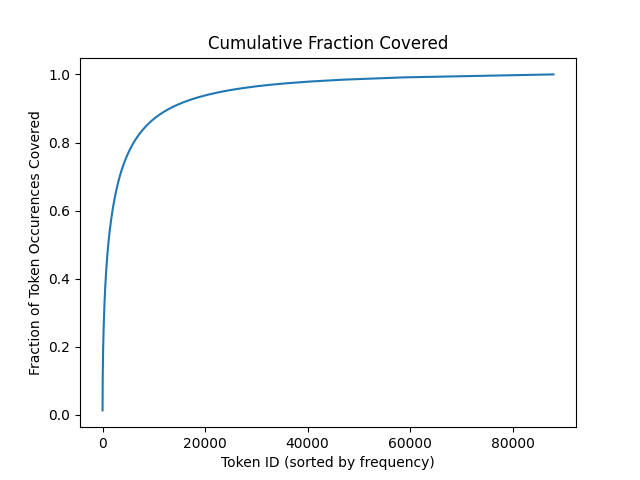 Cumulative Fraction Covered
Fraction of Token Occurences Covered
1.0
0.8
0.6
0.4
0.2
0.0
0 20000 40000 60000 80000
Token ID (sorted by frequency)